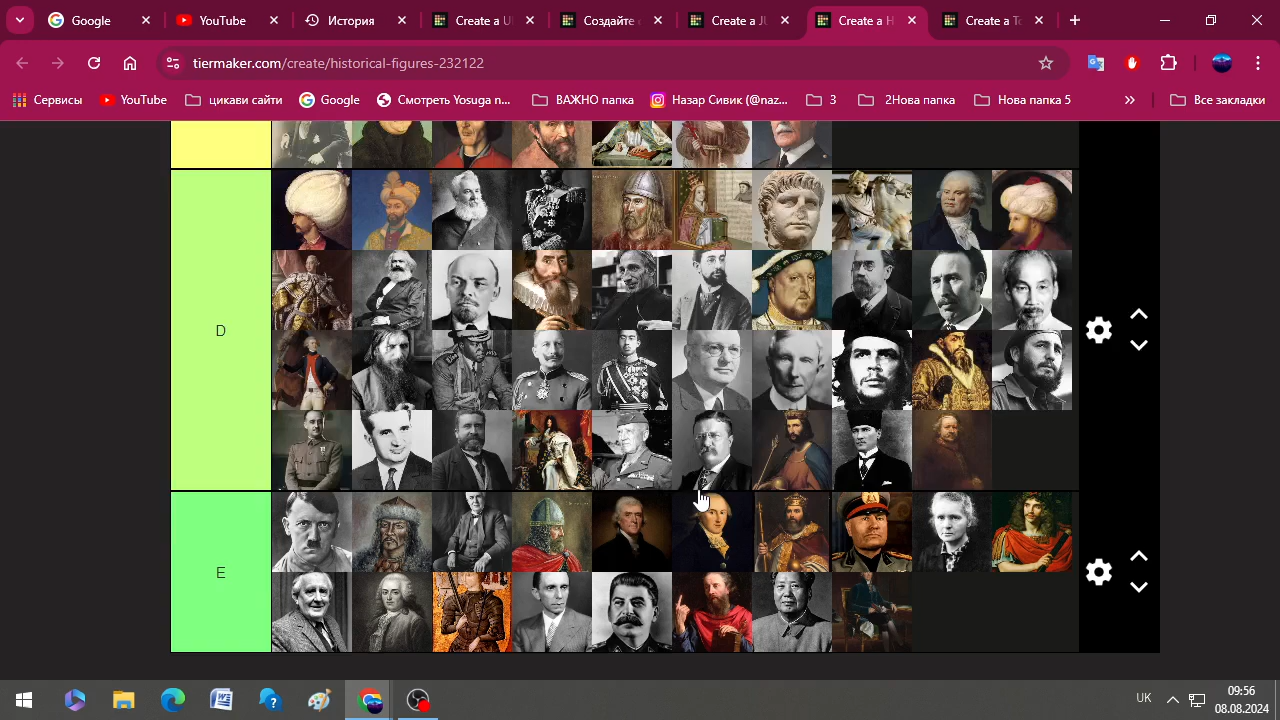 Google
YouTube
История
Create a U
Создайте
Create a JU
Create a H
Create a To
tiermaker.com/create/historical-figures-232122
Сервисы
YouTube
цикави сайти
Google
Смотреть Yosuga n...
ВАЖНО папка
Назар Сивик (@naz...
3
2Нова папка
Нова папка 5
Все закладки
D
E
UK
09:56
08.08.2024